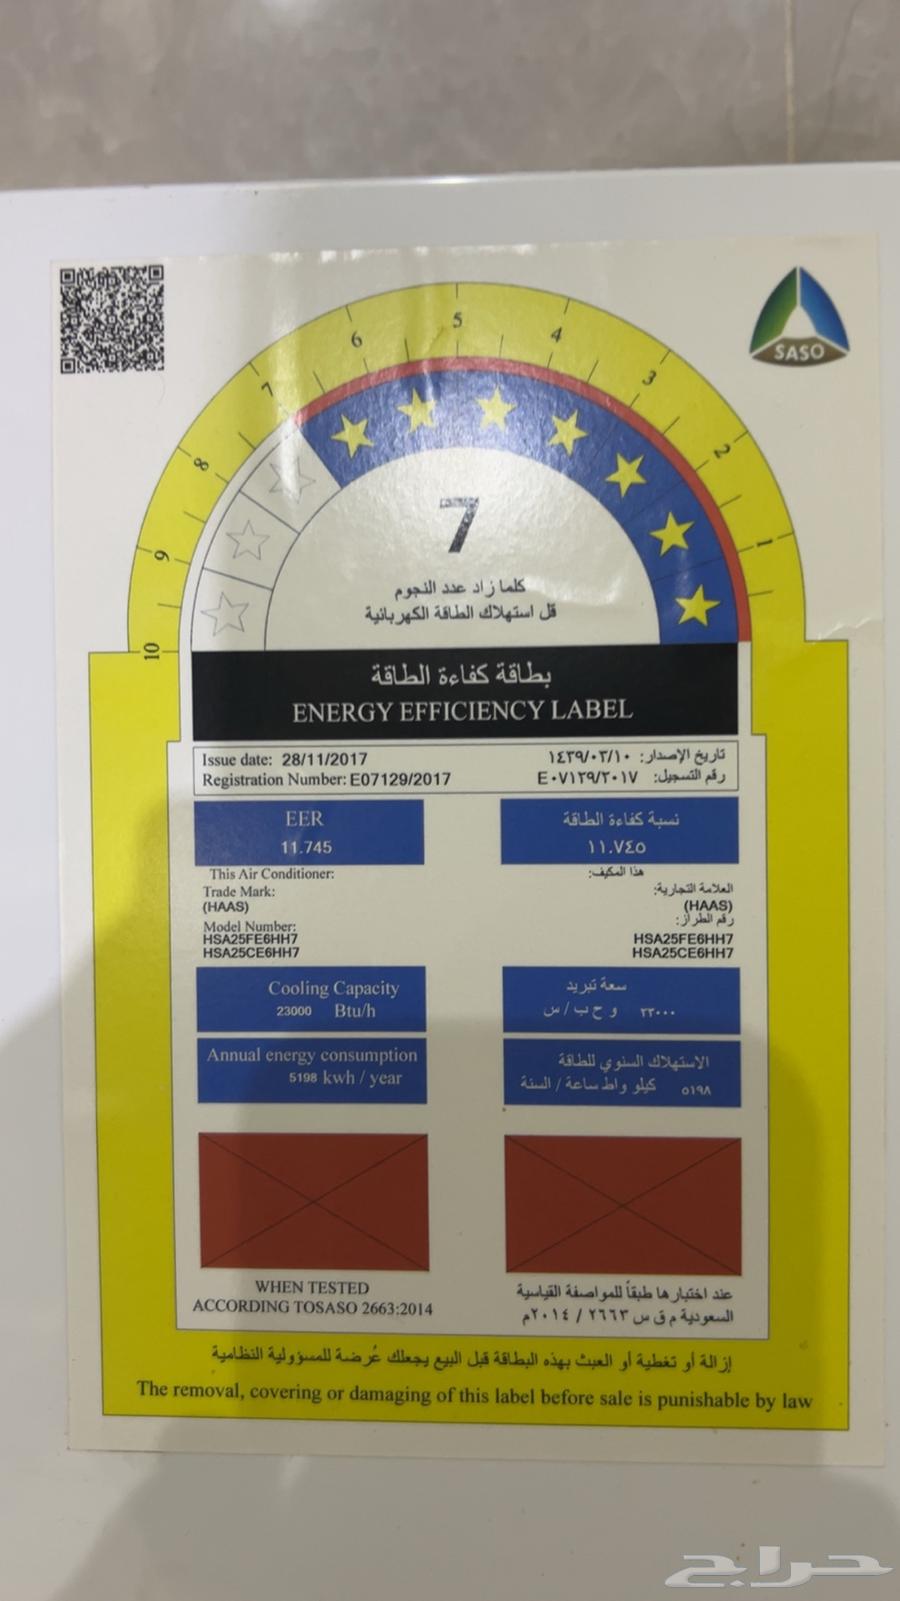 SASO
10
9
8
7
6
5
4
3
2
1
7
كلما زاد عدد النجوم
قل استهلاك الطاقة الكهربائية
بطاقة كفاءة الطاقة
ENERGY EFFICIENCY LABEL
Issue date: 28/11/2017
تاريخ الإصدار: ١٤٣٩/٠٣/١٠
Registration Number: E07129/2017
رقم التسجيل: E٠٧١٢٩/٢٠١٧
EER
نسبة كفاءة الطاقة
11.745
١١.٧٤٥
This Air Conditioner:
هذا المكيف:
Trade Mark:
العلامة التجارية:
(HAAS)
(HAAS)
Model Number:
رقم الطراز:
HSA25FE6HH7
HSA25FE6HH7
HSA25CE6HH7
HSA25CE6HH7
Cooling Capacity
سعة تبريد
23000 Btu/h
٢٣٠٠٠ و ح ب / س
Annual energy consumption
الاستهلاك السنوي للطاقة
5198 kwh / year
٥١٩٨ كيلو واط ساعة / السنة
WHEN TESTED
عند اختبارها طبقاً للمواصفة القياسية
ACCORDING TOSASO 2663:2014
السعودية م ق س ٢٦٦٣ / ٢٠١٤م
إزالة أو تغطية أو العبث بهذه البطاقة قبل البيع يجعلك عُرضة للمسؤولية النظامية
The removal, covering or damaging of this label before sale is punishable by law
حراج